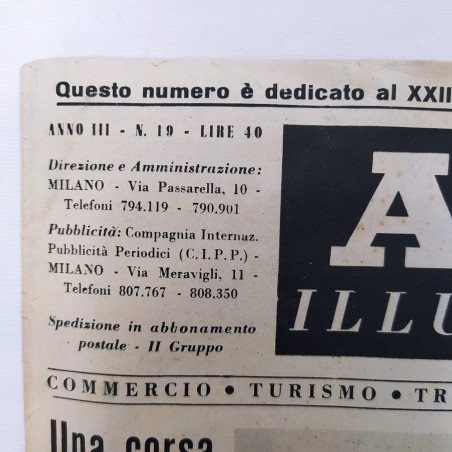 Questo numero è dedicato al XXII
ANNO III - N. 19 - LIRE 40
Direzione e Amministrazione:
MILANO - Via Passarella, 10 -
Telefoni 794.119 - 790.901
Pubblicità: Compagnia Internaz.
Pubblicità Periodici (C.I.P.P.) -
MILANO - Via Meravigli, 11 -
Telefoni 807.767 - 808.350
Spedizione in abbonamento
postale - II Gruppo
A
ILLU
COMMERCIO • TURISMO • TR
Una corsa